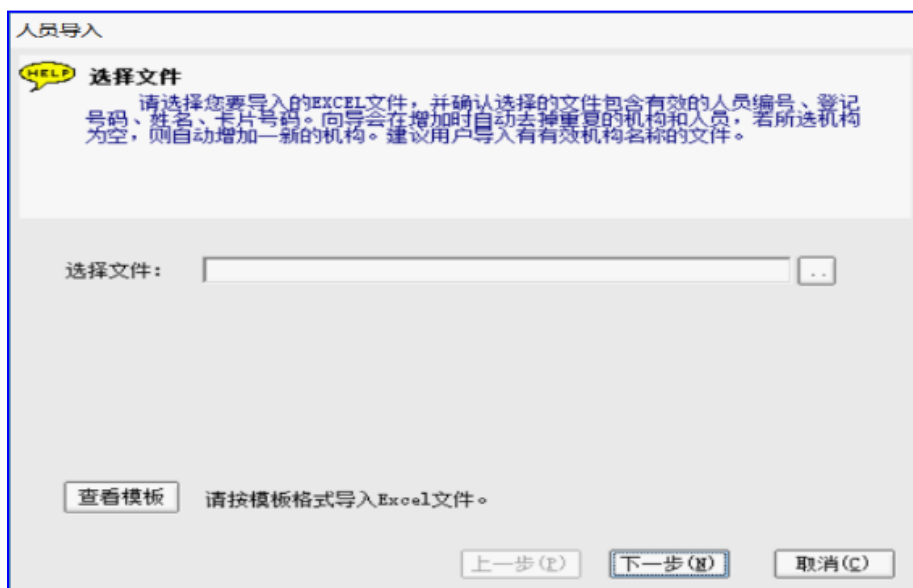 人员导入
HELP
选择文件
请选择您要导入的EXCEL文件，并确认选择的文件包含有效的人员编号、登记
号码、姓名、卡片号码。向导会在增加时自动去掉重复的机构和人员，若所选机构
为空，则自动增加一新的机构。建议用户导入有有效机构名称的文件。
选择文件：
..
查看模板 请按模板格式导入Excel文件。
上一步(P) 下一步(N) 取消(C)